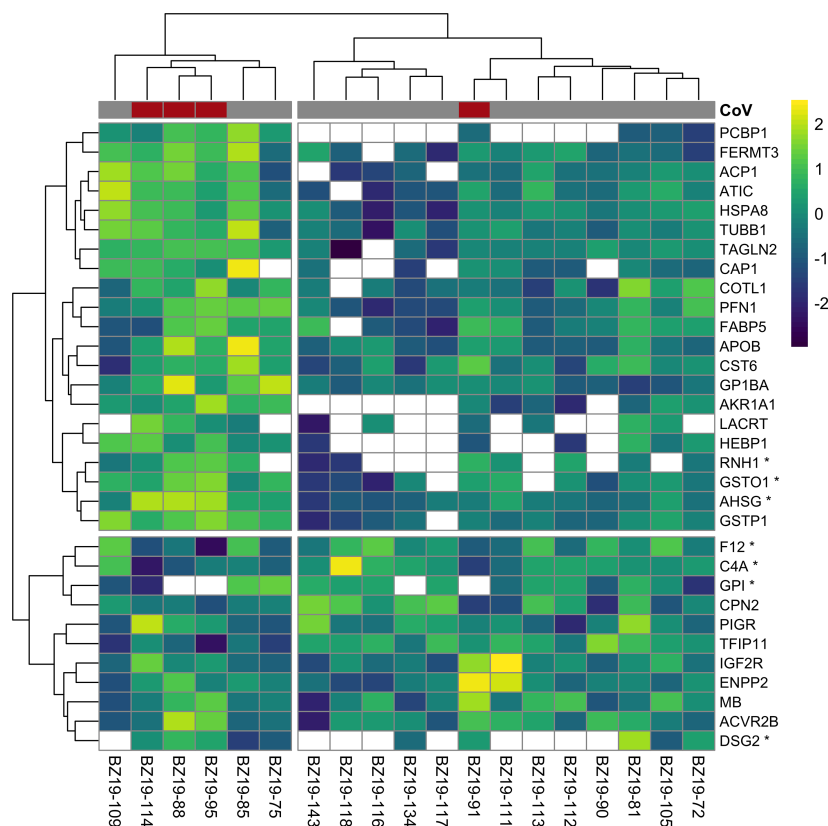 CoV
PCBP1
FERMT3
ACP1
ATIC
HSPA8
TUBB1
TAGLN2
CAP1
COTL1
PFN1
FABP5
APOB
CST6
GP1BA
AKR1A1
LACRT
HEBP1
RNH1 *
GSTO1 *
AHSG *
GSTP1
F12 *
C4A *
GPI *
CPN2
PIGR
TFIP11
IGF2R
ENPP2
MB
ACVR2B
DSG2 *
2
1
0
-1
-2
BZ19-109
BZ19-114
BZ19-88
BZ19-95
BZ19-85
BZ19-75
BZ19-143
BZ19-118
BZ19-116
BZ19-134
BZ19-117
BZ19-91
BZ19-111
BZ19-113
BZ19-112
BZ19-90
BZ19-81
BZ19-105
BZ19-72